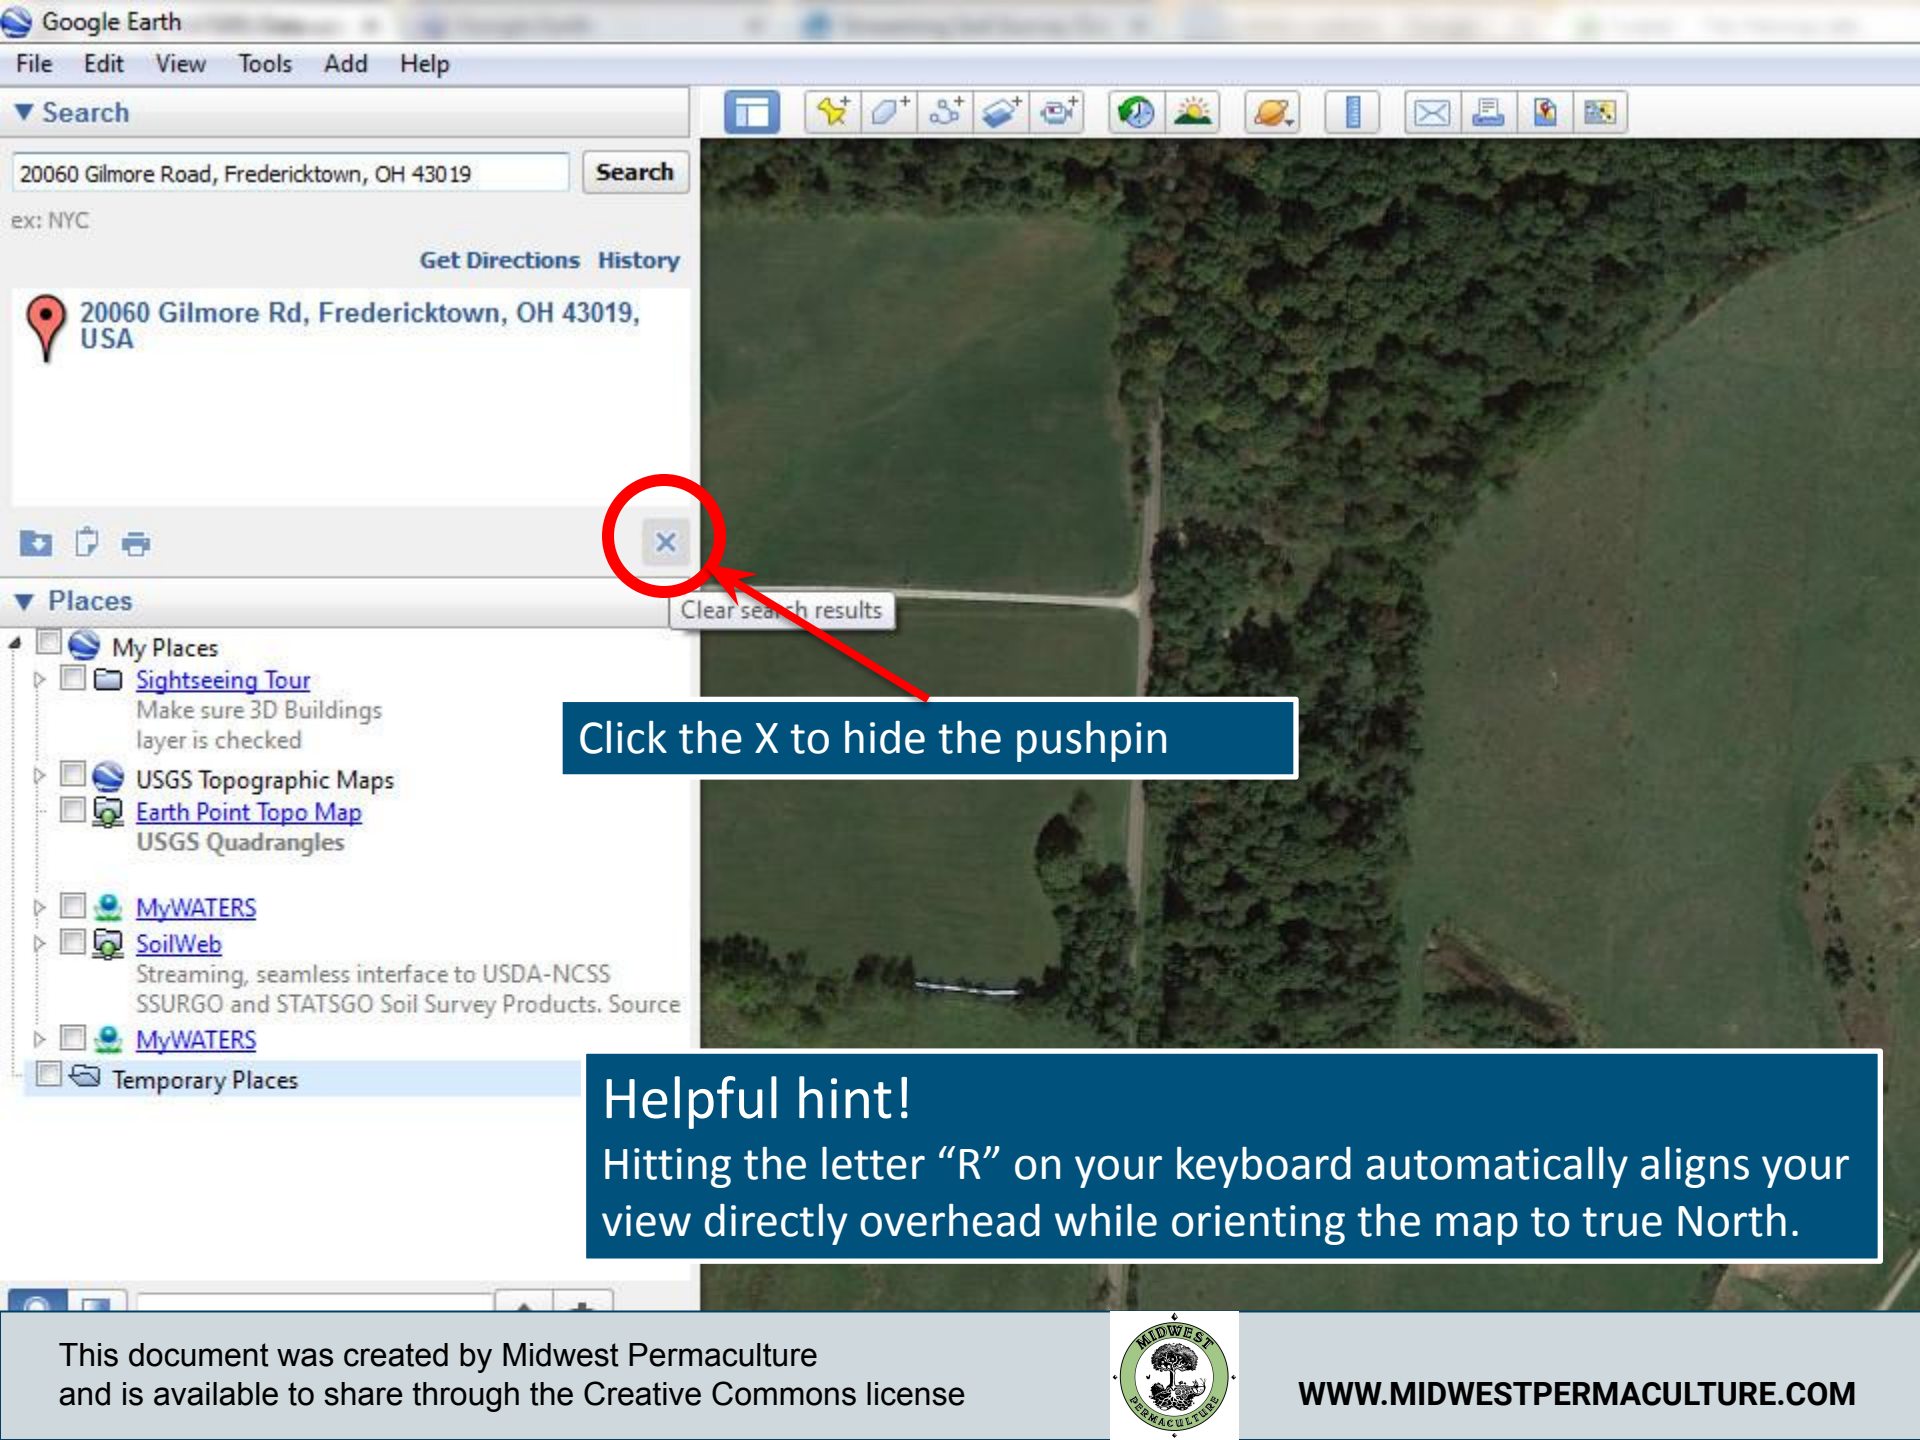 Google Earth
File Edit View Tools Add Help
Search
20060 Gilmore Road, Fredericktown, OH 43019
Search
ex: NYC
Get Directions History
20060 Gilmore Rd, Fredericktown, OH 43019,
USA
Places
Clear search results
My Places
Sightseeing Tour
Make sure 3D Buildings
layer is checked
Click the X to hide the pushpin
USGS Topographic Maps
Earth Point Topo Map
USGS Quadrangles
MyWATERS
SoilWeb
Streaming, seamless interface to USDA-NCSS
SSURGO and STATSGO Soil Survey Products. Source
MyWATERS
Temporary Places
Helpful hint!
Hitting the letter “R” on your keyboard automatically aligns your
view directly overhead while orienting the map to true North.
This document was created by Midwest Permaculture
and is available to share through the Creative Commons license
MIDWEST
PERMACULTURE
WWW.MIDWESTPERMACULTURE.COM